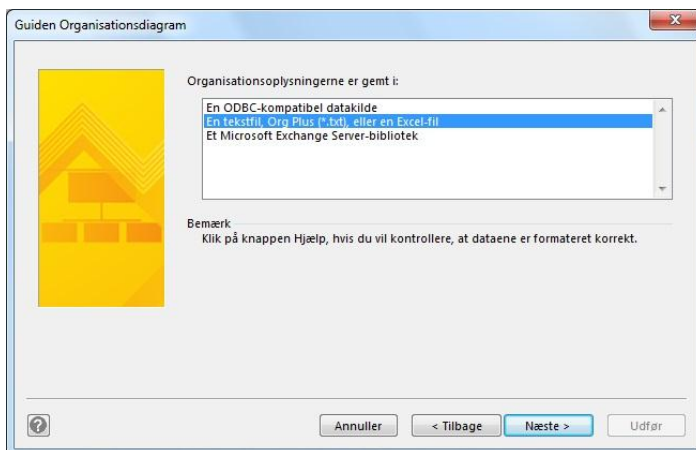 Guiden Organisationsdiagram
Organisationsoplysningerne er gemt i:
En ODBC-kompatibel datakilde
En tekstfil, Org Plus (*.txt), eller en Excel-fil
Et Microsoft Exchange Server-bibliotek
Bemærk
Klik på knappen Hjælp, hvis du vil kontrollere, at dataene er formateret korrekt.
? Annuller < Tilbage Næste > Udfør